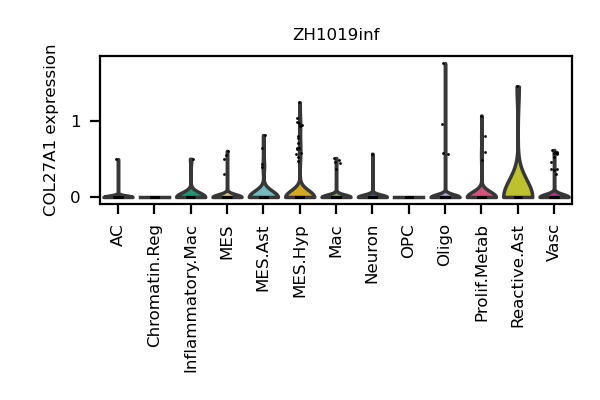 ZH1019inf
COL27A1 expression
1
0
AC
Chromatin.Reg
Inflammatory.Mac
MES
MES.Ast
MES.Hyp
Mac
Neuron
OPC
Oligo
Prolif.Metab
Reactive.Ast
Vasc